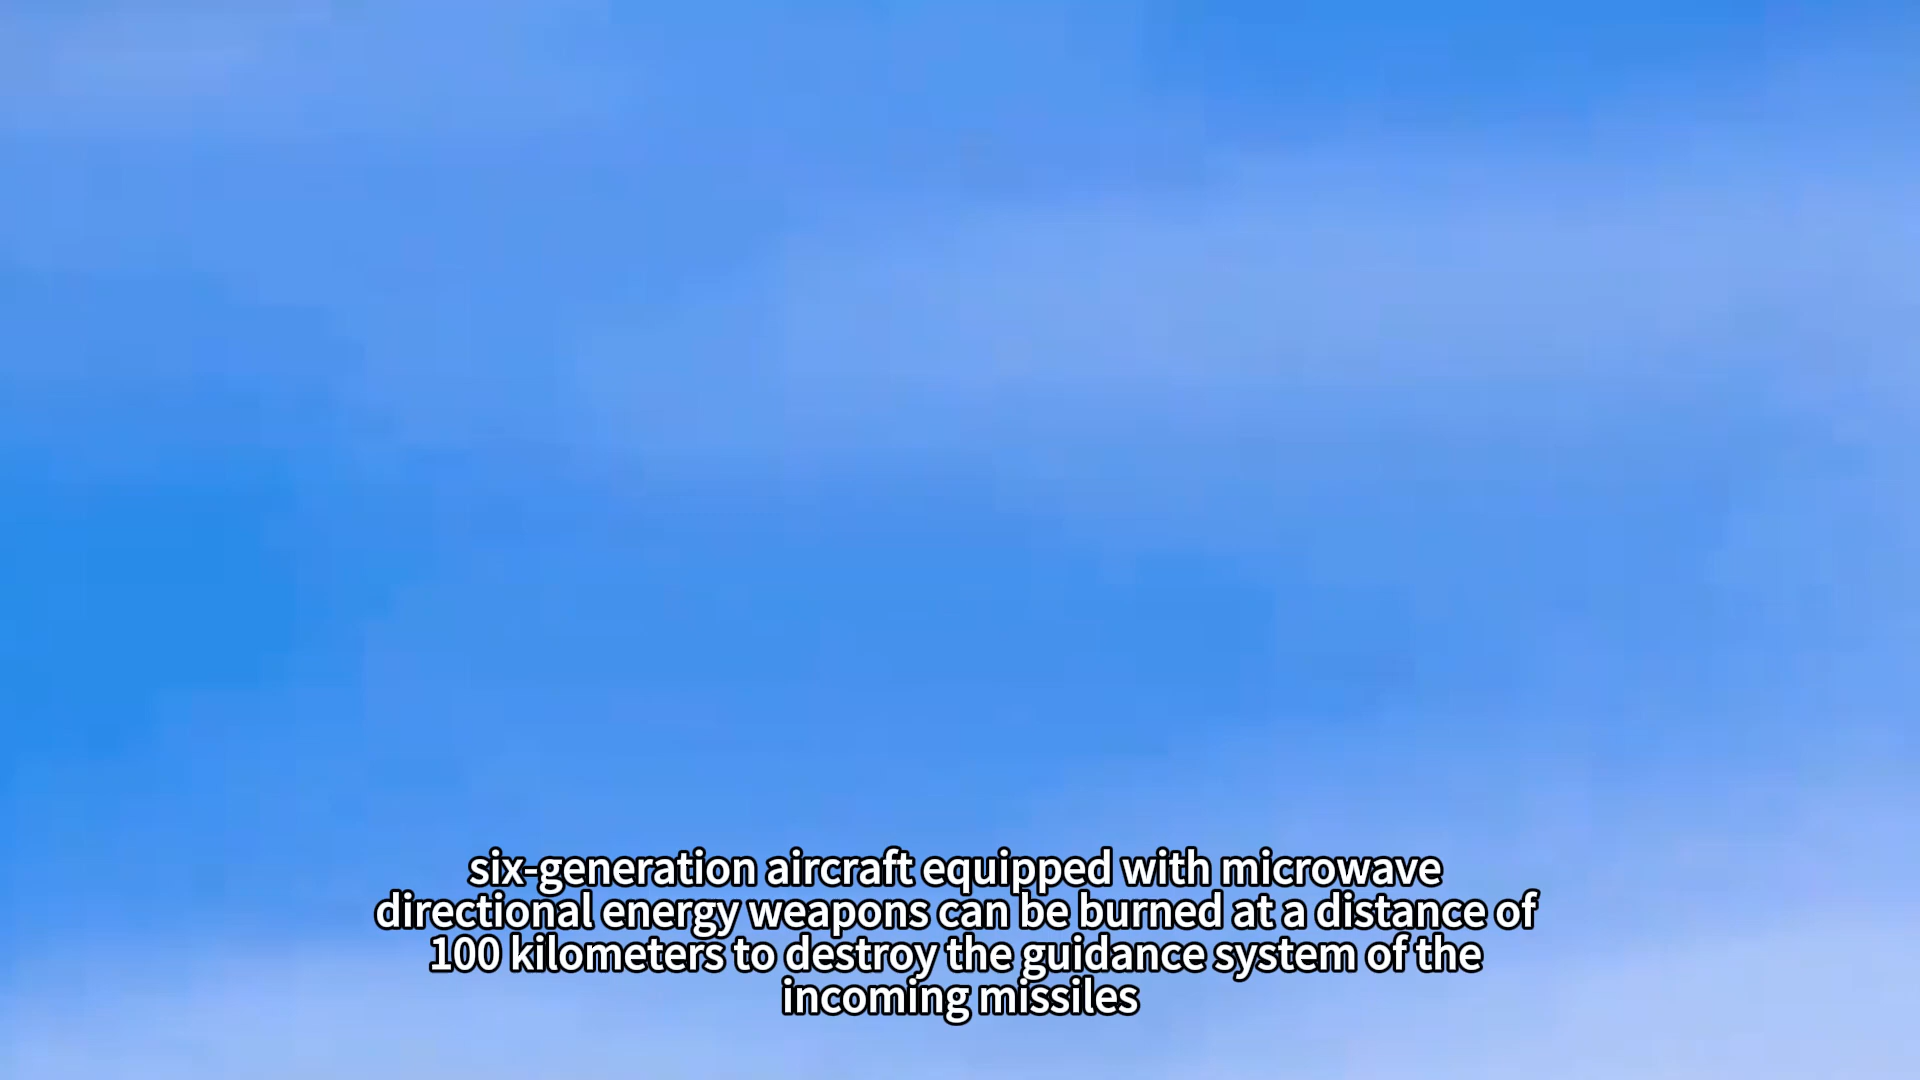 six-generation aircraft equipped with microwave
directional energy weapons can be burned at a distance of
100 kilometers to destroy the guidance system of the
incoming missiles